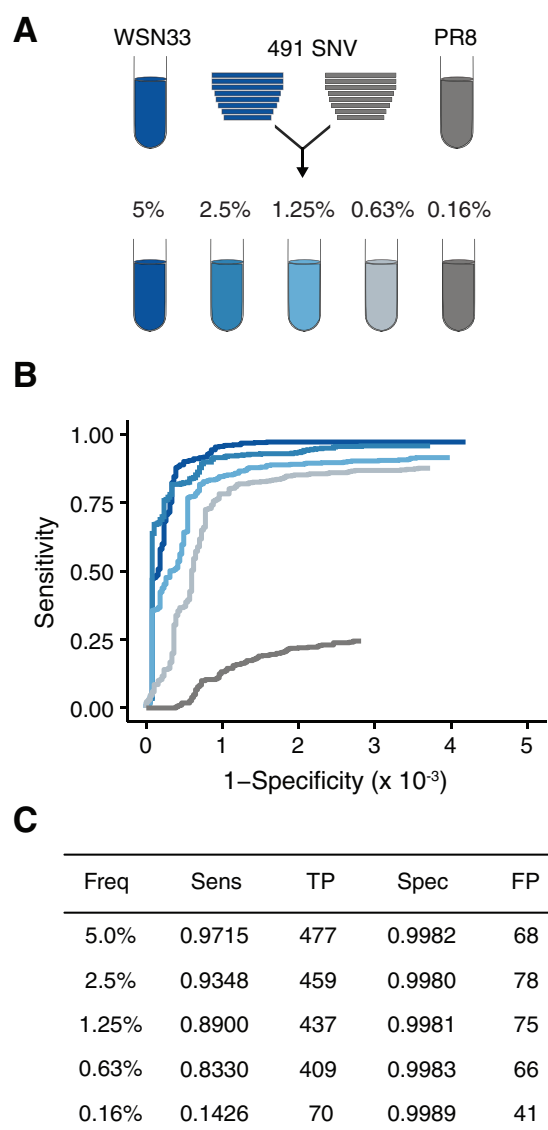 A
WSN33 491 SNV PR8
5% 2.5% 1.25% 0.63% 0.16%
B
1.00
0.75
0.50
0.25
0.00
Sensitivity
0 1 2 3 4 5
1−Specificity (x 10-3)
C
Freq Sens TP Spec FP
5.0% 0.9715 477 0.9982 68
2.5% 0.9348 459 0.9980 78
1.25% 0.8900 437 0.9981 75
0.63% 0.8330 409 0.9983 66
0.16% 0.1426 70 0.9989 41